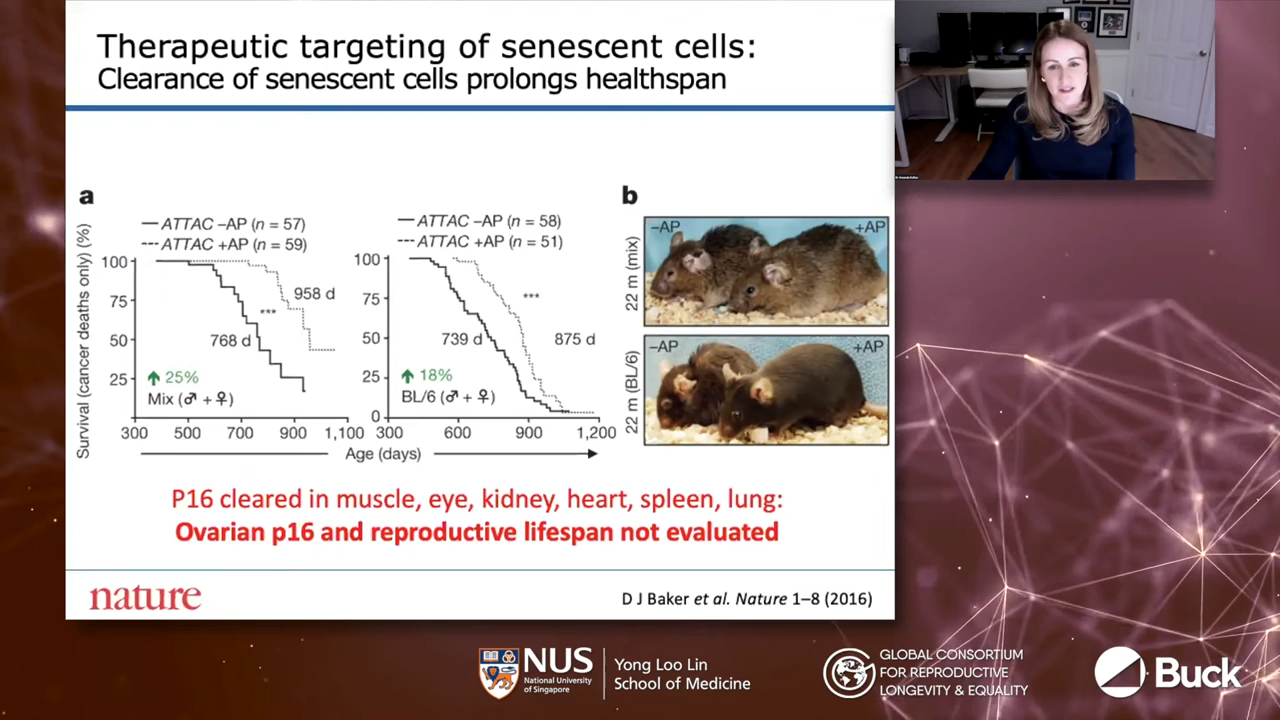 Therapeutic targeting of senescent cells:
Clearance of senescent cells prolongs healthspan
a
Survival (cancer deaths only) (%)
ATTAC –AP (n = 57)
ATTAC +AP (n = 59)
100
75
50
25
958 d
***
768 d
25%
Mix (♂ + ♀)
300 500 700 900 1,100
ATTAC –AP (n = 58)
ATTAC +AP (n = 51)
100
75
50
25
0
***
739 d
875 d
18%
BL/6 (♂ + ♀)
300 600 900 1,200
Age (days)
b
22 m (mix)
–AP
+AP
22 m (BL/6)
–AP
+AP
P16 cleared in muscle, eye, kidney, heart, spleen, lung:
Ovarian p16 and reproductive lifespan not evaluated
nature
D J Baker et al. Nature 1–8 (2016)
NUS
National University
of Singapore
Yong Loo Lin
School of Medicine
GLOBAL CONSORTIUM
FOR REPRODUCTIVE
LONGEVITY & EQUALITY
Buck